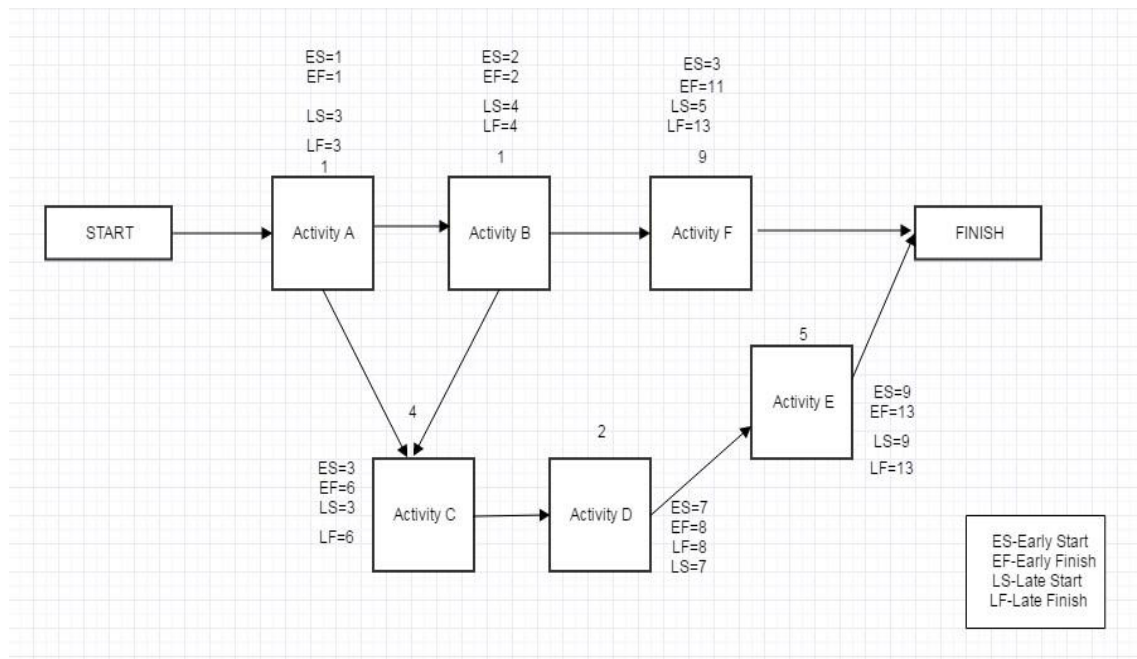 ES=1
EF=1
LS=3
LF=3
1
ES=2
EF=2
LS=4
LF=4
1
ES=3
EF=11
LS=5
LF=13
9
START
Activity A
Activity B
Activity F
FINISH
5
Activity E
ES=9
EF=13
LS=9
LF=13
4
ES=3
EF=6
LS=3
LF=6
Activity C
2
Activity D
ES=7
EF=8
LF=8
LS=7
ES-Early Start
EF-Early Finish
LS-Late Start
LF-Late Finish